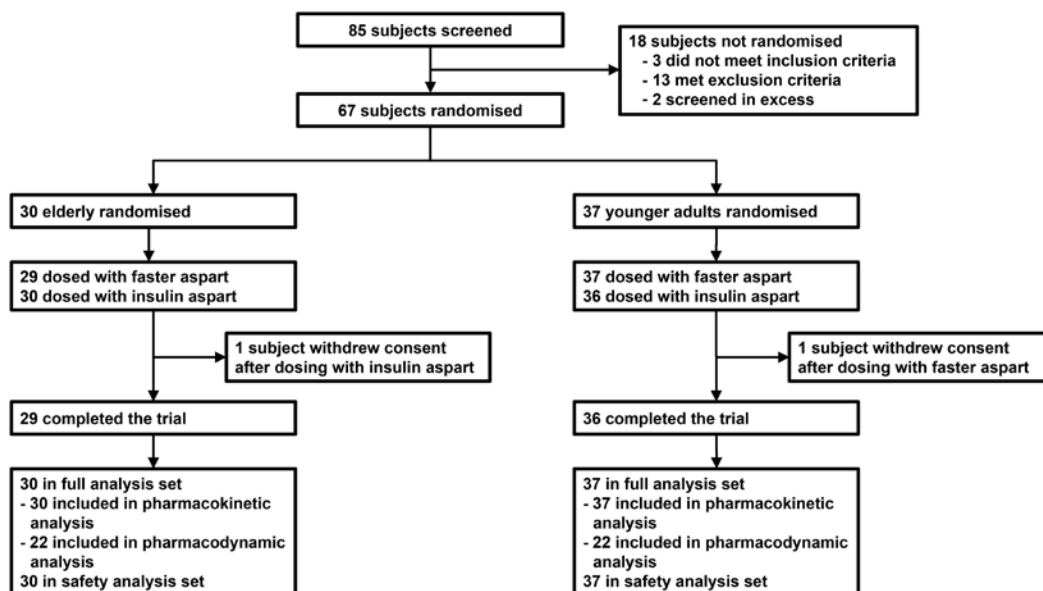 85 subjects screened
18 subjects not randomised
- 3 did not meet inclusion criteria
- 13 met exclusion criteria
- 2 screened in excess
67 subjects randomised
30 elderly randomised
37 younger adults randomised
29 dosed with faster aspart
30 dosed with insulin aspart
37 dosed with faster aspart
36 dosed with insulin aspart
1 subject withdrew consent
after dosing with insulin aspart
1 subject withdrew consent
after dosing with faster aspart
29 completed the trial
36 completed the trial
30 in full analysis set
- 30 included in pharmacokinetic
analysis
- 22 included in pharmacodynamic
analysis
30 in safety analysis set
37 in full analysis set
- 37 included in pharmacokinetic
analysis
- 22 included in pharmacodynamic
analysis
37 in safety analysis set